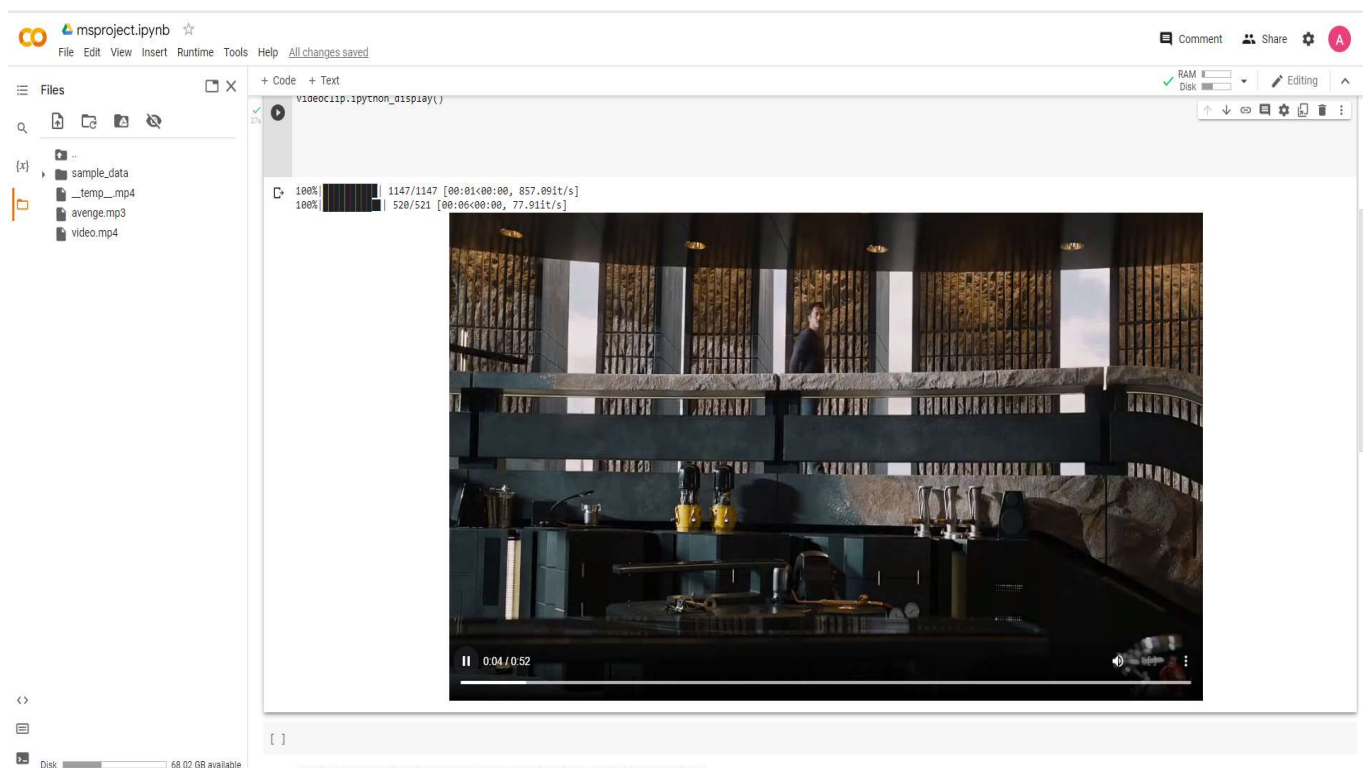 CO
msproject.ipynb
File Edit View Insert Runtime Tools Help All changes saved
Comment Share A
Files
+ Code + Text
RAM
Disk
Editing
videoclip.ipython_display()
27s
{x}
..
sample_data
__temp__.mp4
avenge.mp3
video.mp4
100%| | 1147/1147 [00:01<00:00, 857.09it/s]
100%| | 520/521 [00:06<00:00, 77.91it/s]
0:04 / 0:52
<>
[ ]
Disk 68.02 GB available